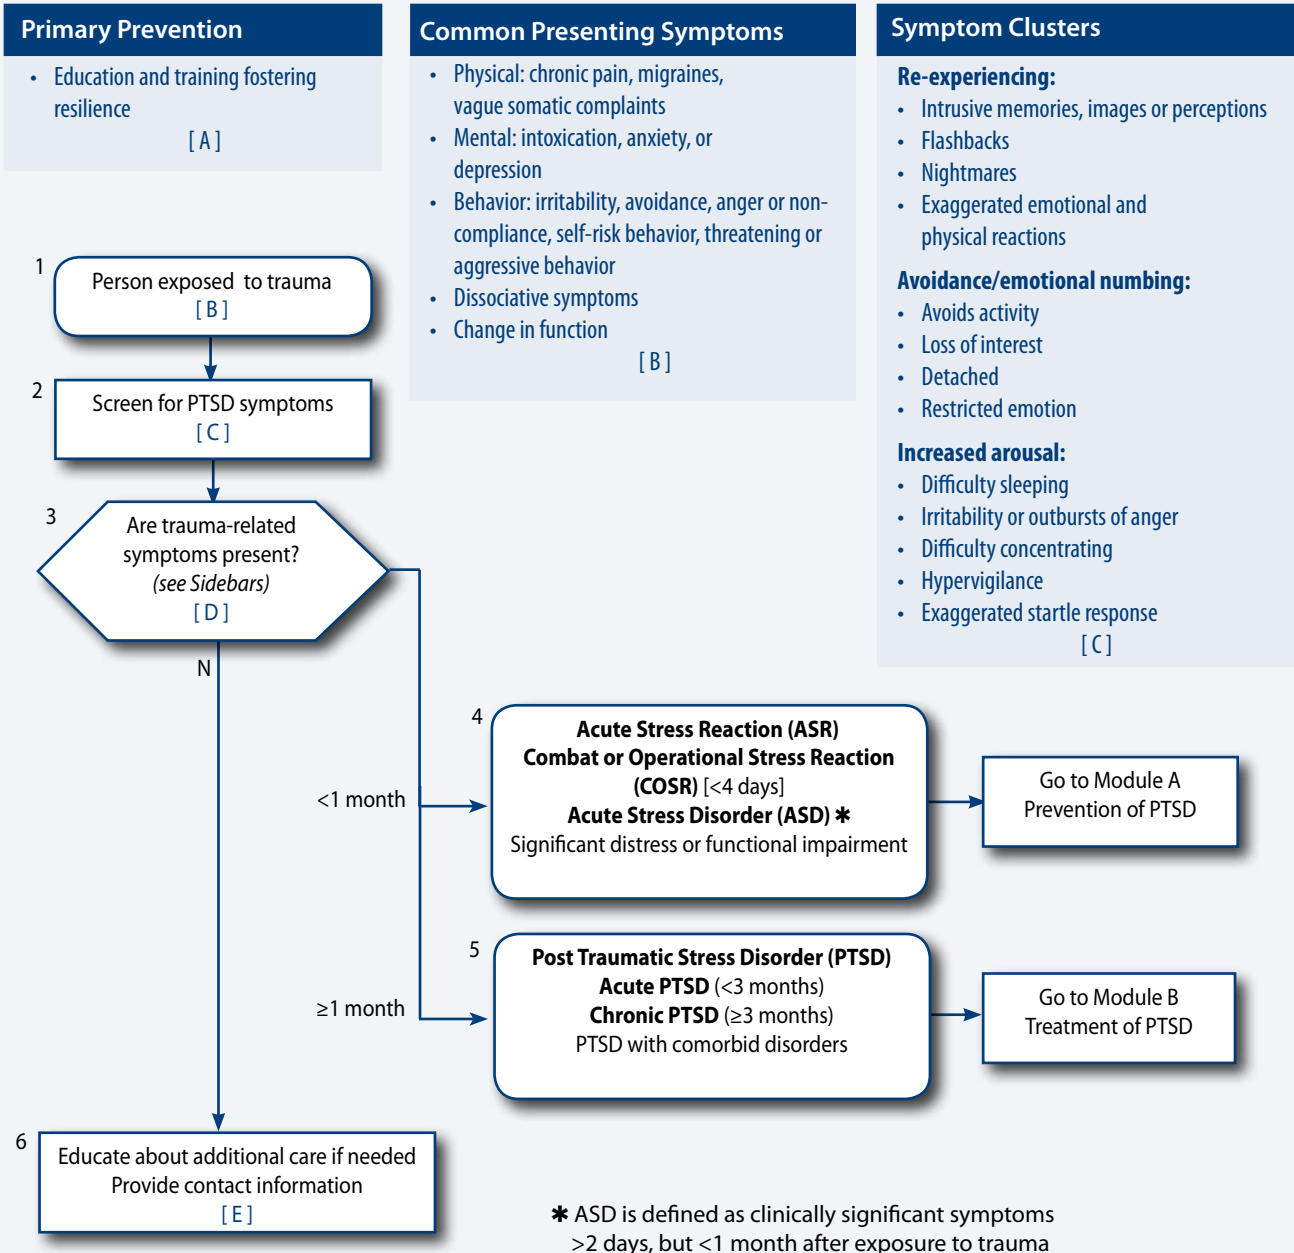 Primary Prevention
• Education and training fostering
resilience
[ A ]
Common Presenting Symptoms
• Physical: chronic pain, migraines,
vague somatic complaints
• Mental: intoxication, anxiety, or
depression
• Behavior: irritability, avoidance, anger or non-
compliance, self-risk behavior, threatening or
aggressive behavior
• Dissociative symptoms
• Change in function
[ B ]
Symptom Clusters
Re-experiencing:
• Intrusive memories, images or perceptions
• Flashbacks
• Nightmares
• Exaggerated emotional and
physical reactions
Avoidance/emotional numbing:
• Avoids activity
• Loss of interest
• Detached
• Restricted emotion
Increased arousal:
• Difficulty sleeping
• Irritability or outbursts of anger
• Difficulty concentrating
• Hypervigilance
• Exaggerated startle response
[ C ]
1
Person exposed to trauma
[ B ]
2
Screen for PTSD symptoms
[ C ]
3
Are trauma-related
symptoms present?
(see Sidebars)
[ D ]
N
<1 month
4
Acute Stress Reaction (ASR)
Combat or Operational Stress Reaction
(COSR) [<4 days]
Acute Stress Disorder (ASD) ✱
Significant distress or functional impairment
Go to Module A
Prevention of PTSD
≥1 month
5
Post Traumatic Stress Disorder (PTSD)
Acute PTSD (<3 months)
Chronic PTSD (≥3 months)
PTSD with comorbid disorders
Go to Module B
Treatment of PTSD
6
Educate about additional care if needed
Provide contact information
[ E ]
✱ ASD is defined as clinically significant symptoms
>2 days, but <1 month after exposure to trauma